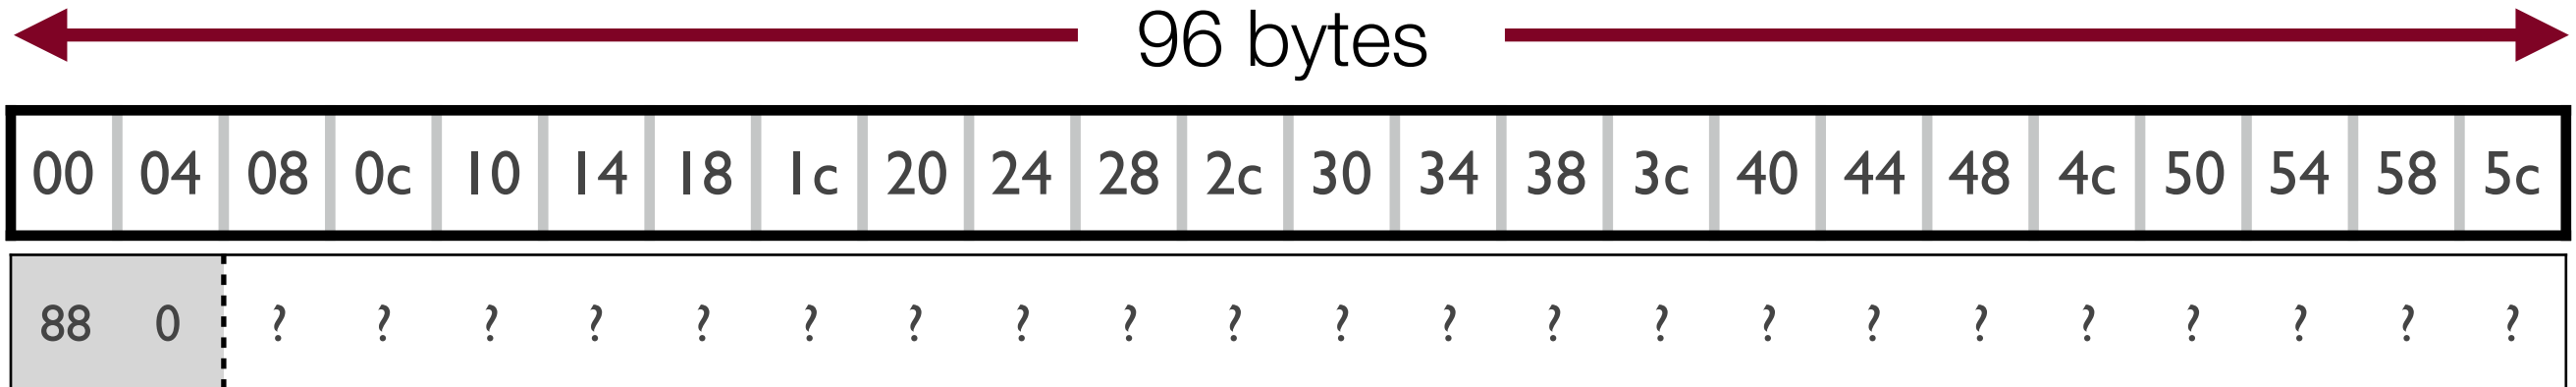 96 bytes
00 04 08 0c 10 14 18 1c 20 24 28 2c 30 34 38 3c 40 44 48 4c 50 54 58 5c
88 0 ? ? ? ? ? ? ? ? ? ? ? ? ? ? ? ? ? ? ? ? ? ?